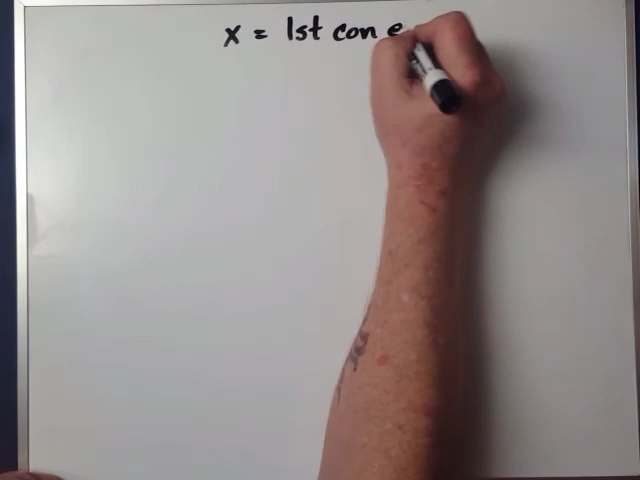 x = 1st con e